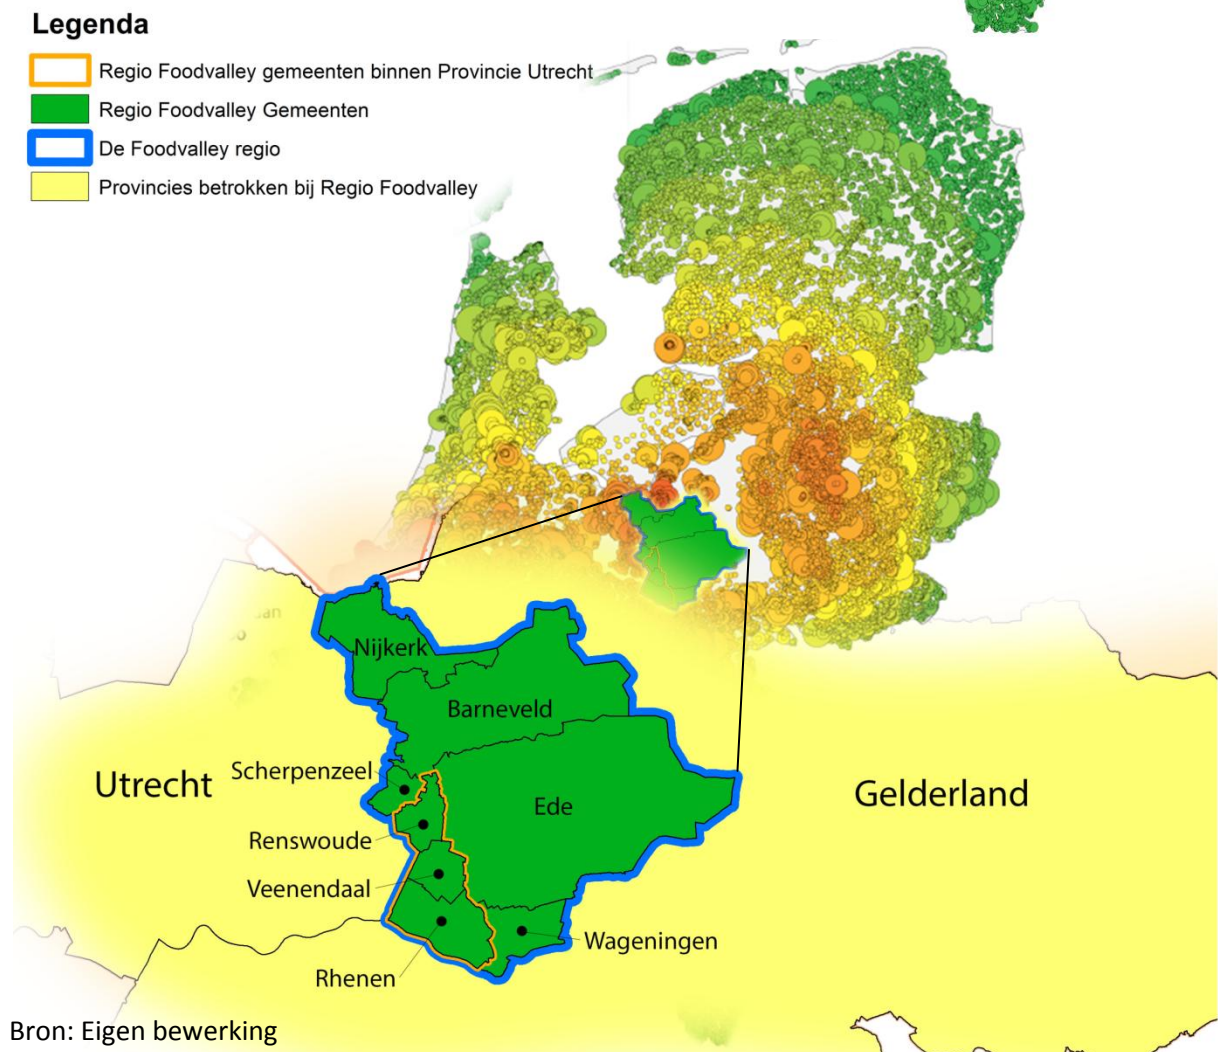 Legenda
Regio Foodvalley gemeenten binnen Provincie Utrecht
Regio Foodvalley Gemeenten
De Foodvalley regio
Provincies betrokken bij Regio Foodvalley
Nijkerk
Barneveld
Scherpenzeel
Utrecht
Gelderland
Ede
Renswoude
Veenendaal
Wageningen
Rhenen
Bron: Eigen bewerking